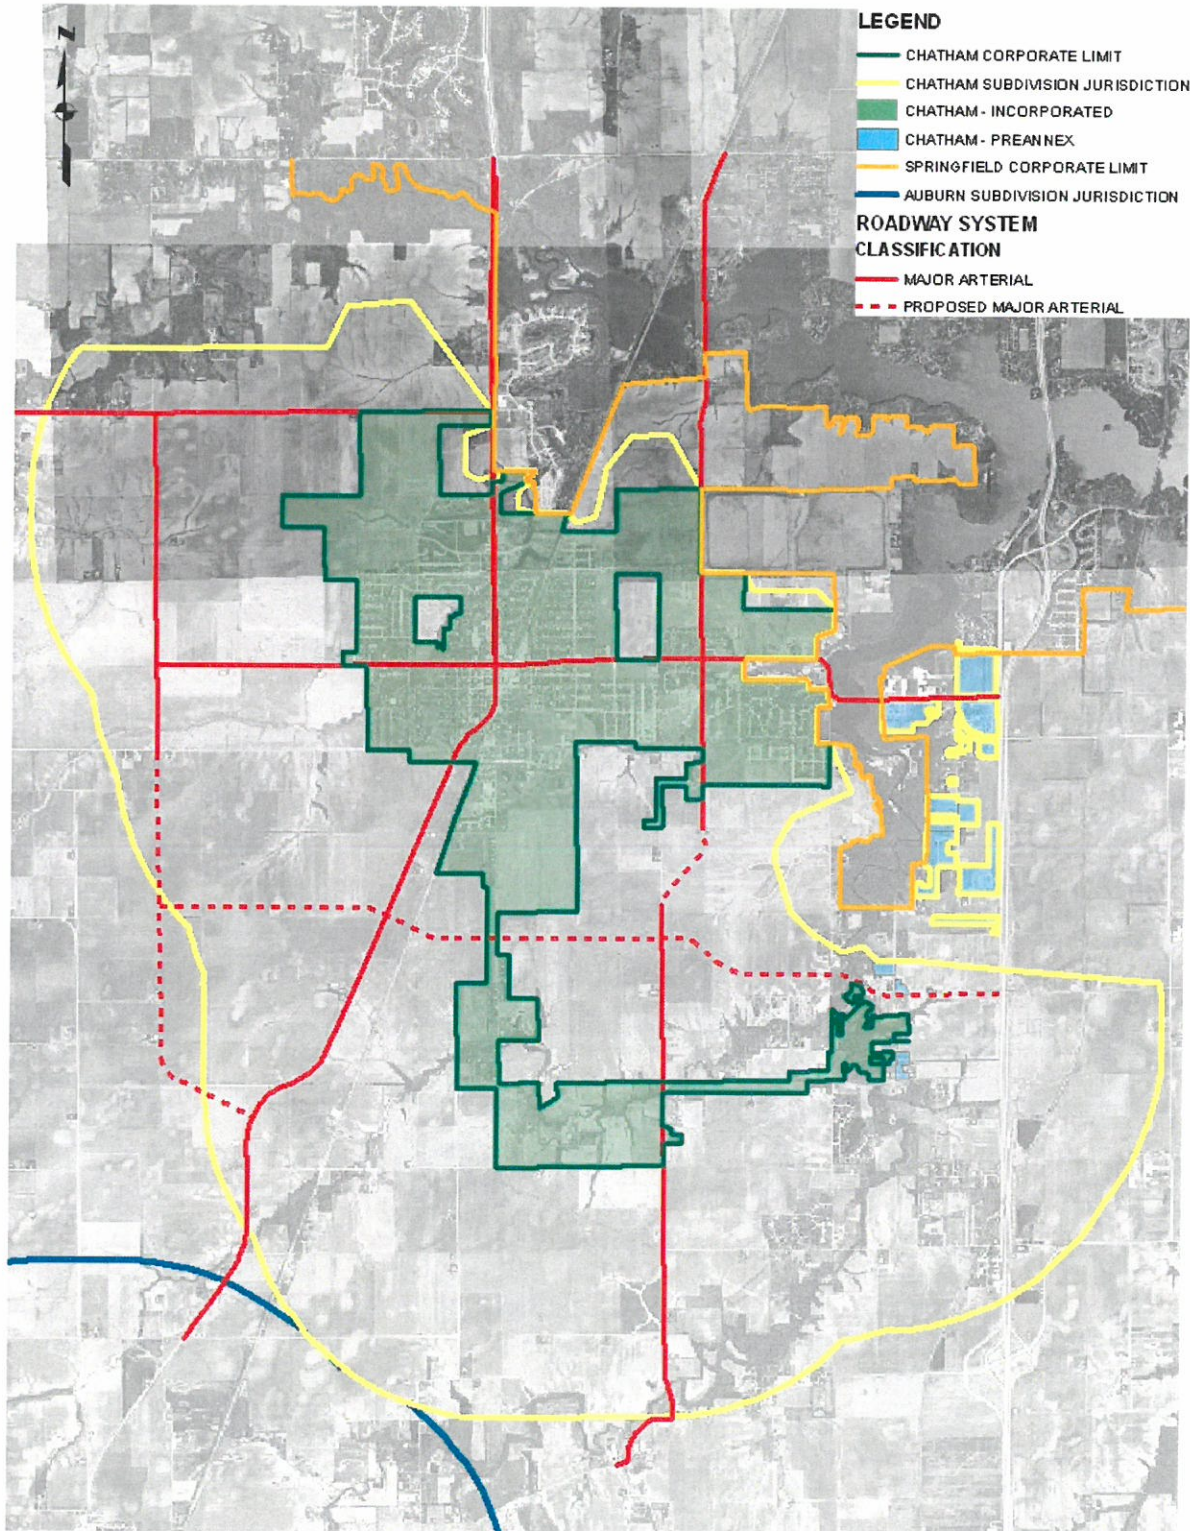 N
LEGEND
CHATHAM CORPORATE LIMIT
CHATHAM SUBDIVISION JURISDICTION
CHATHAM - INCORPORATED
CHATHAM - PREANNEX
SPRINGFIELD CORPORATE LIMIT
AUBURN SUBDIVISION JURISDICTION
ROADWAY SYSTEM
CLASSIFICATION
MAJOR ARTERIAL
PROPOSED MAJOR ARTERIAL